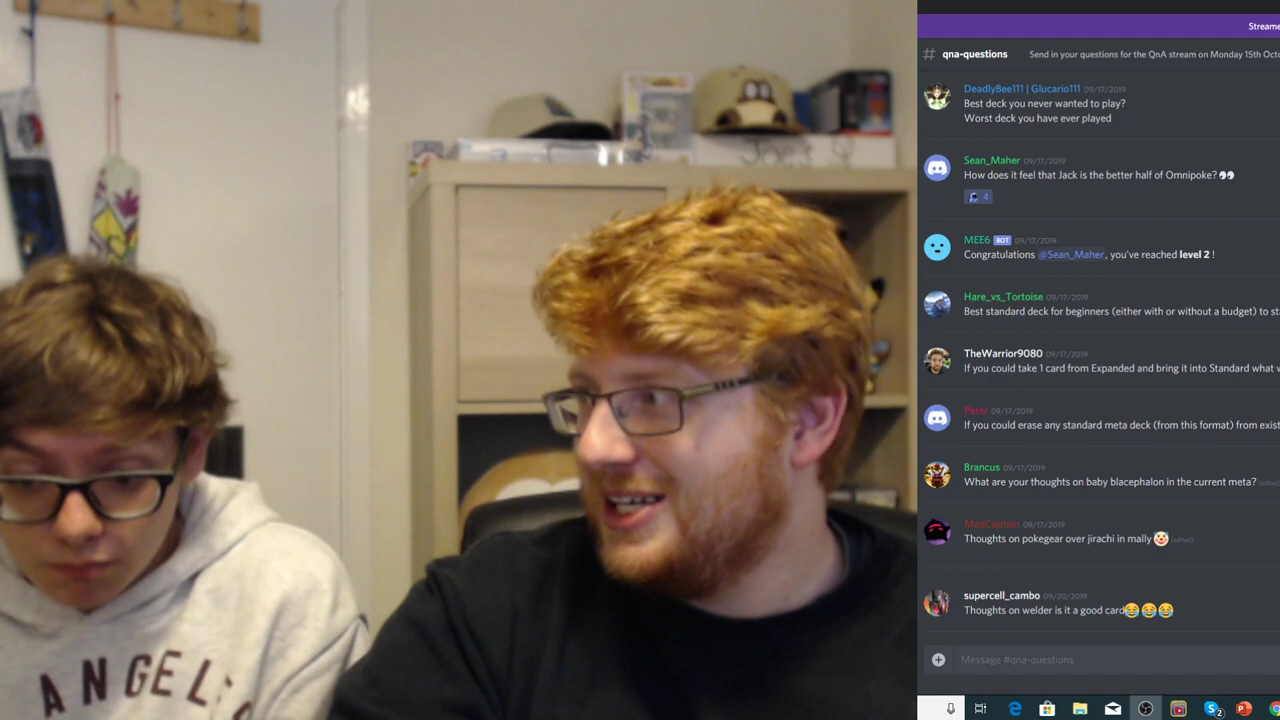 Streame
# qna-questions
Send in your questions for the QnA stream on Monday 15th Octo
DeadlyBee111 | Glucario111 09/17/2019
Best deck you never wanted to play?
Worst deck you have ever played
Sean_Maher 09/17/2019
How does it feel that Jack is the better half of Omnipoke? 👀
4
MEE6 BOT 09/17/2019
Congratulations @Sean_Maher, you've reached level 2 !
Hare_vs_Tortoise 09/17/2019
Best standard deck for beginners (either with or without a budget) to sta
TheWarrior9080 09/17/2019
If you could take 1 card from Expanded and bring it into Standard what w
Peter 09/17/2019
If you could erase any standard meta deck (from this format) from exist
Brancus 09/17/2019
What are your thoughts on baby blacephalon in the current meta? (edited)
MadCaptain 09/17/2019
Thoughts on pokegear over jirachi in mally 🤡 (edited)
supercell_cambo 09/20/2019
Thoughts on welder is it a good card😂 😂 😂
Message #qna-questions
2
ANGELS